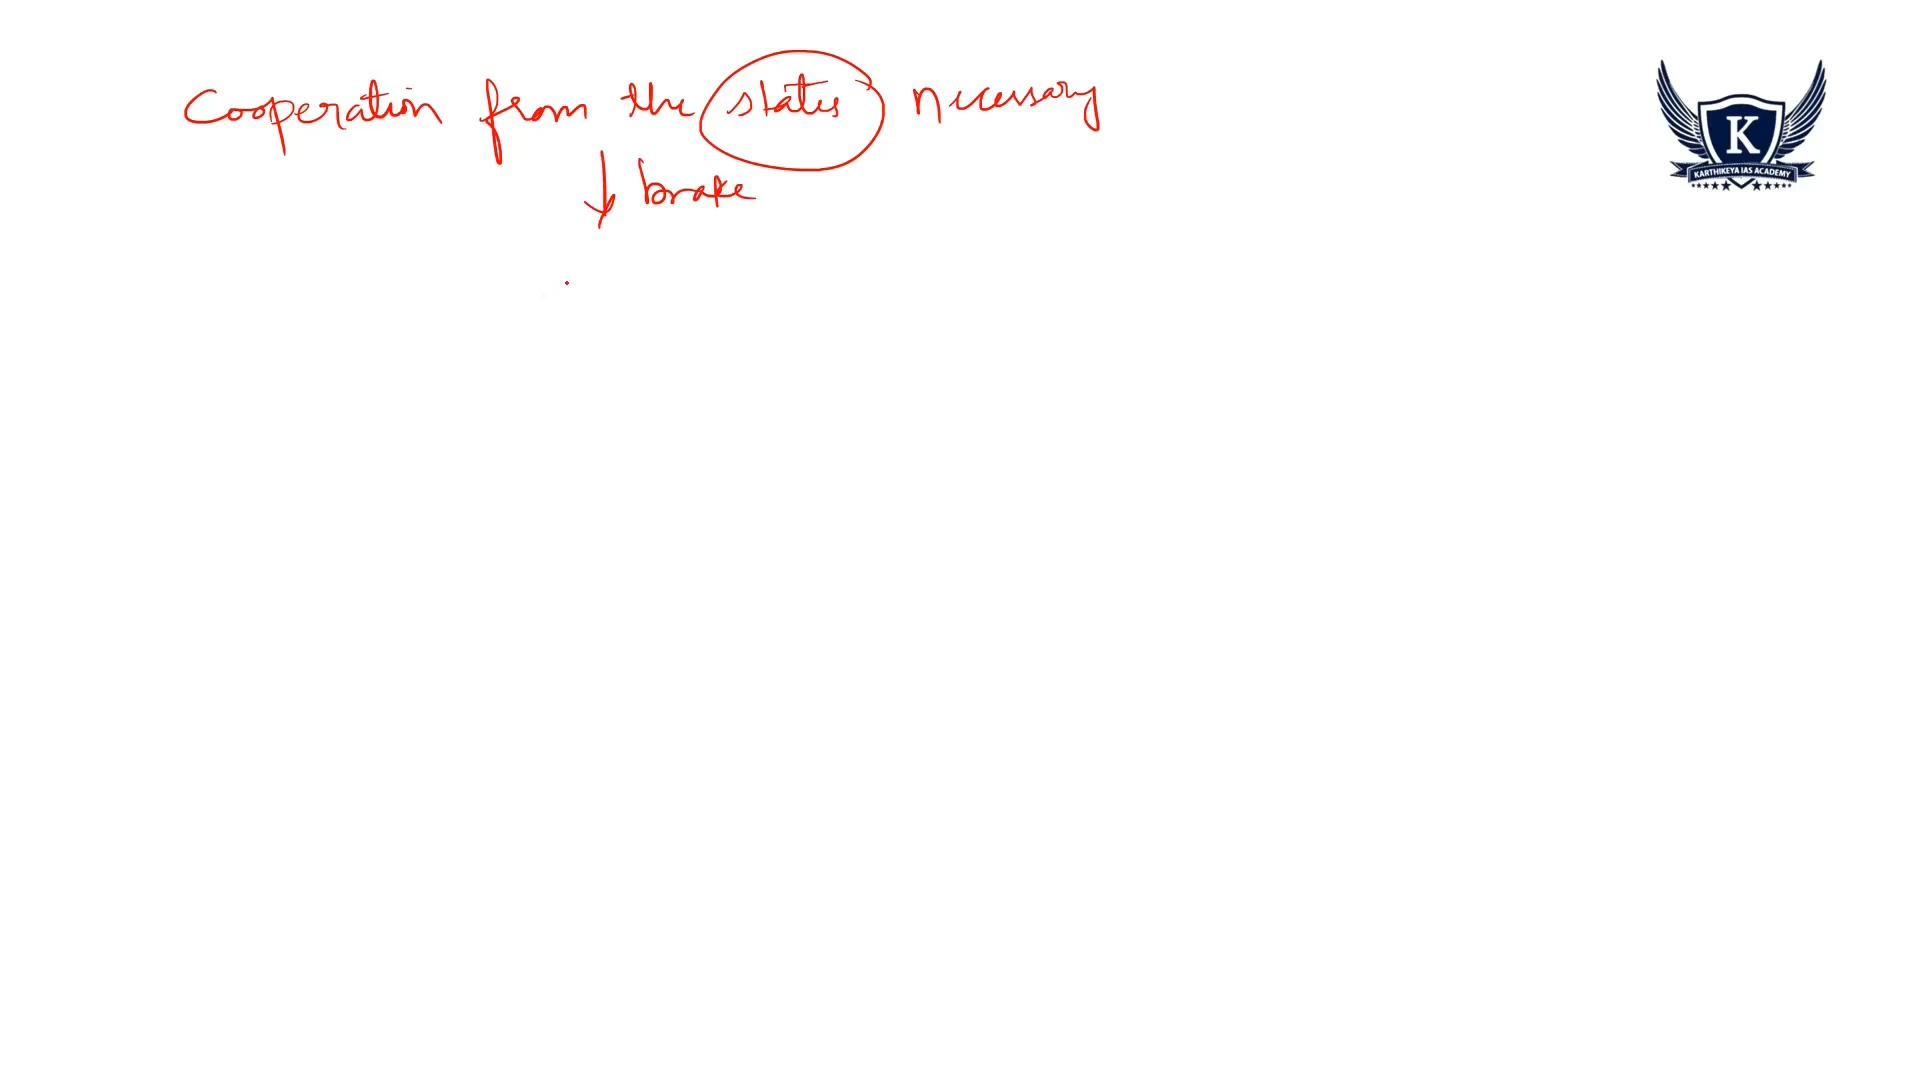 Cooperation from the states necessary
↓ brake
K
KARTHIKEYA IAS ACADEMY